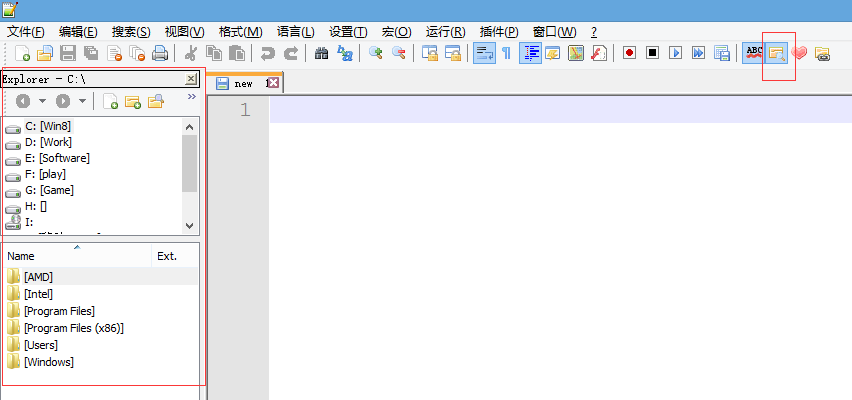 文件(F) 编辑(E) 搜索(S) 视图(V) 格式(M) 语言(L) 设置(T) 宏(O) 运行(R) 插件(P) 窗口(W) ?
ABC
Explorer - C:\
new 1
1
C: [Win8]
D: [Work]
E: [Software]
F: [play]
G: [Game]
H: []
I:
Name Ext.
[AMD]
[Intel]
[Program Files]
[Program Files (x86)]
[Users]
[Windows]